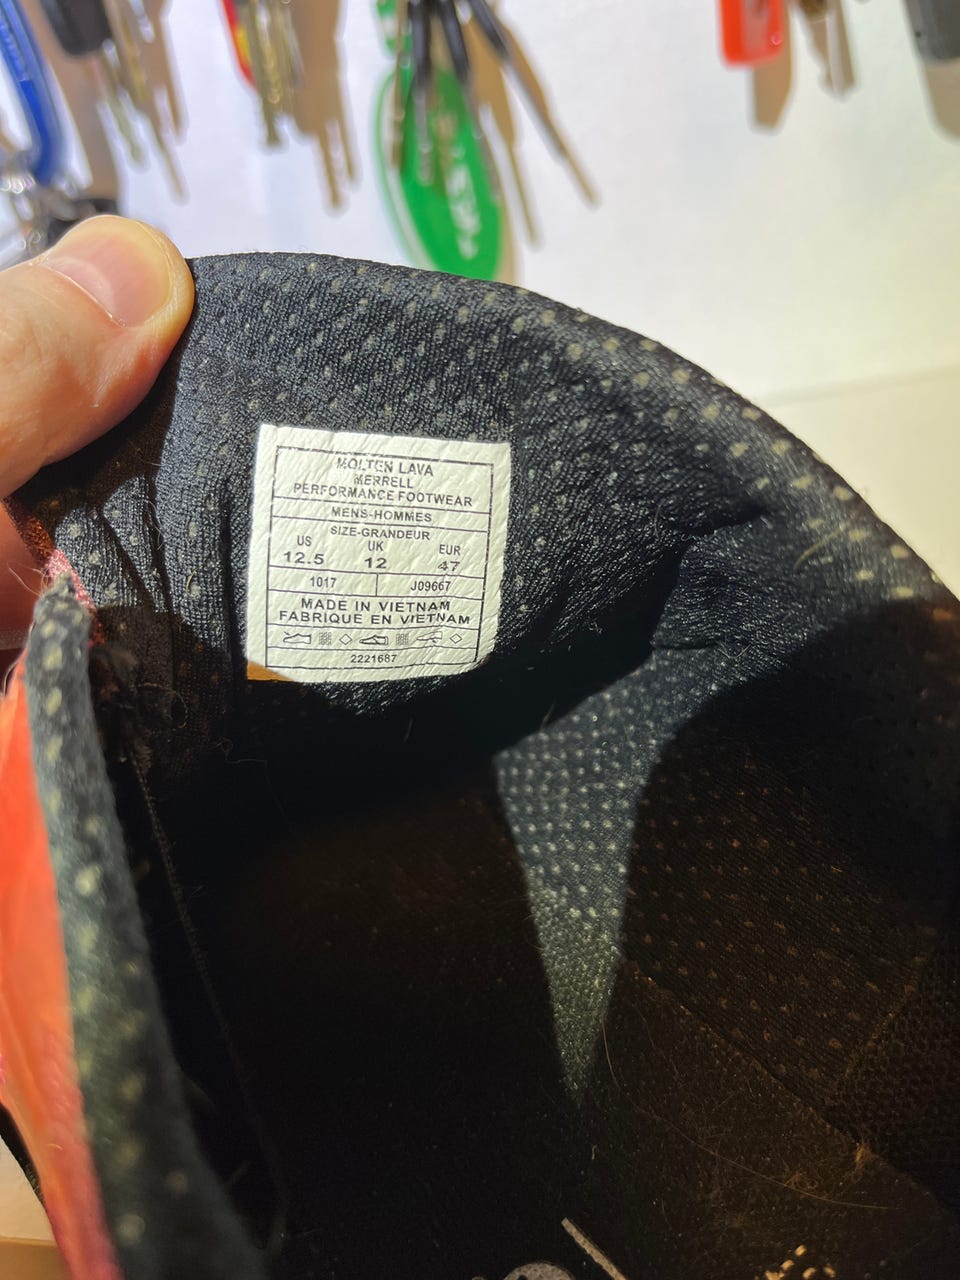 MOLTEN LAVA
MERRELL
PERFORMANCE FOOTWEAR
MENS-HOMMES
SIZE-GRANDEUR
US UK EUR
12.5 12 47
1017 J09667
MADE IN VIETNAM
FABRIQUE EN VIETNAM
2221687